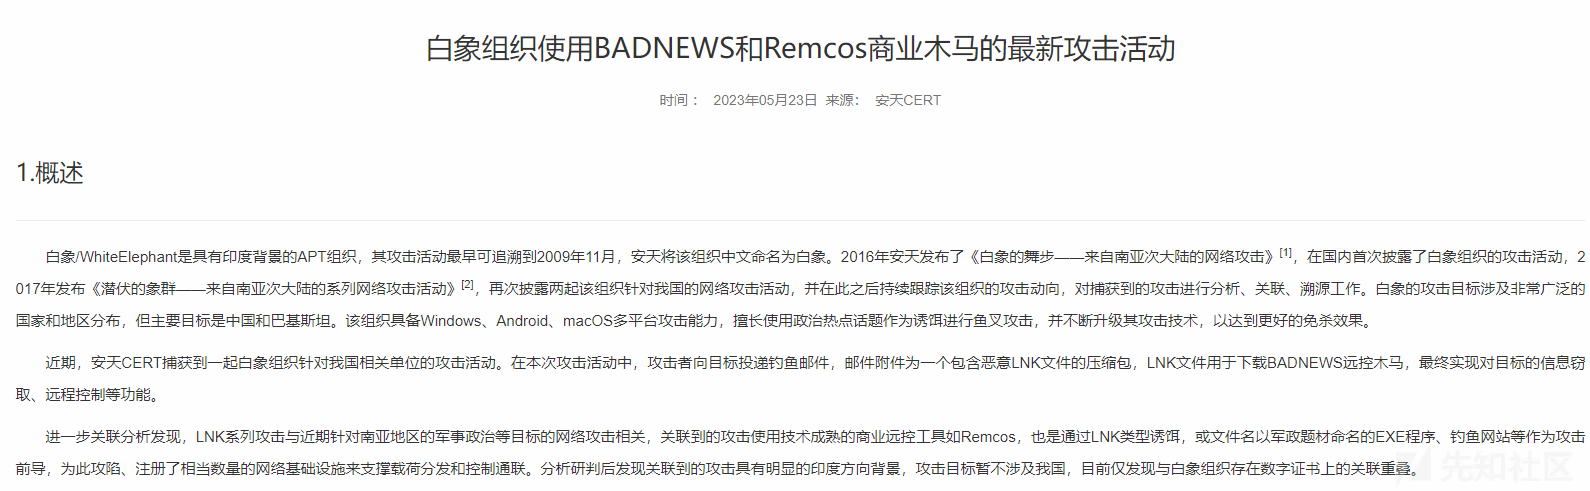 白象组织使用BADNEWS和Remcos商业木马的最新攻击活动
时间： 2023年05月23日 来源： 安天CERT
1.概述
白象/WhiteElephant是具有印度背景的APT组织，其攻击活动最早可追溯到2009年11月，安天将该组织中文命名为白象。2016年安天发布了《白象的舞步——来自南亚次大陆的网络攻击》[1]，在国内首次披露了白象组织的攻击活动，2
017年发布《潜伏的象群——来自南亚次大陆的系列网络攻击活动》[2]，再次披露两起该组织针对我国的网络攻击活动，并在此之后持续跟踪该组织的攻击动向，对捕获到的攻击进行分析、关联、溯源工作。白象的攻击目标涉及非常广泛的
国家和地区分布，但主要目标是中国和巴基斯坦。该组织具备Windows、Android、macOS多平台攻击能力，擅长使用政治热点话题作为诱饵进行鱼叉攻击，并不断升级其攻击技术，以达到更好的免杀效果。
近期，安天CERT捕获到一起白象组织针对我国相关单位的攻击活动。在本次攻击活动中，攻击者向目标投递钓鱼邮件，邮件附件为一个包含恶意LNK文件的压缩包，LNK文件用于下载BADNEWS远控木马，最终实现对目标的信息窃
取、远程控制等功能。
进一步关联分析发现，LNK系列攻击与近期针对南亚地区的军事政治等目标的网络攻击相关，关联到的攻击使用技术成熟的商业远控工具如Remcos，也是通过LNK类型诱饵，或文件名以军政题材命名的EXE程序、钓鱼网站等作为攻击
前导，为此攻陷、注册了相当数量的网络基础设施来支撑载荷分发和控制通联。分析研判后发现关联到的攻击具有明显的印度方向背景，攻击目标暂不涉及我国，目前仅发现与白象组织存在数字证书上的关联重叠。
先知社区